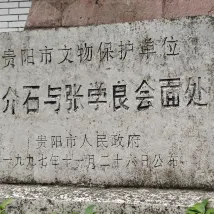 贵阳市文物保护单位
介石与张学良会面处
贵阳市人民政府
一九九七年十一月二十六日公布